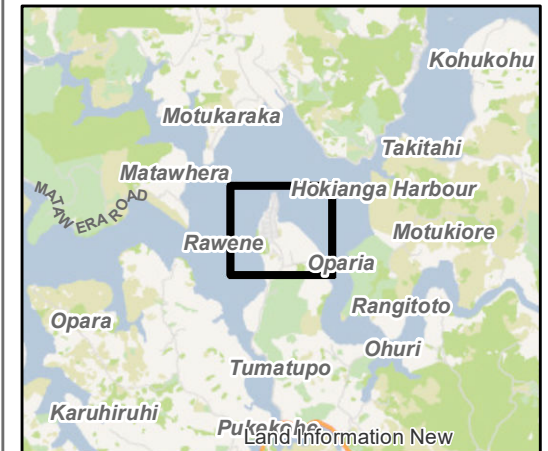 Kohukohu
Motukaraka
Takitahi
Matawhera
Hokianga Harbour
MATAWERA ROAD
Motukiore
Rawene
Oparia
Rangitoto
Opara
Ohuri
Tumatupo
Karuhiruhi
Pukekohe
Land Information New